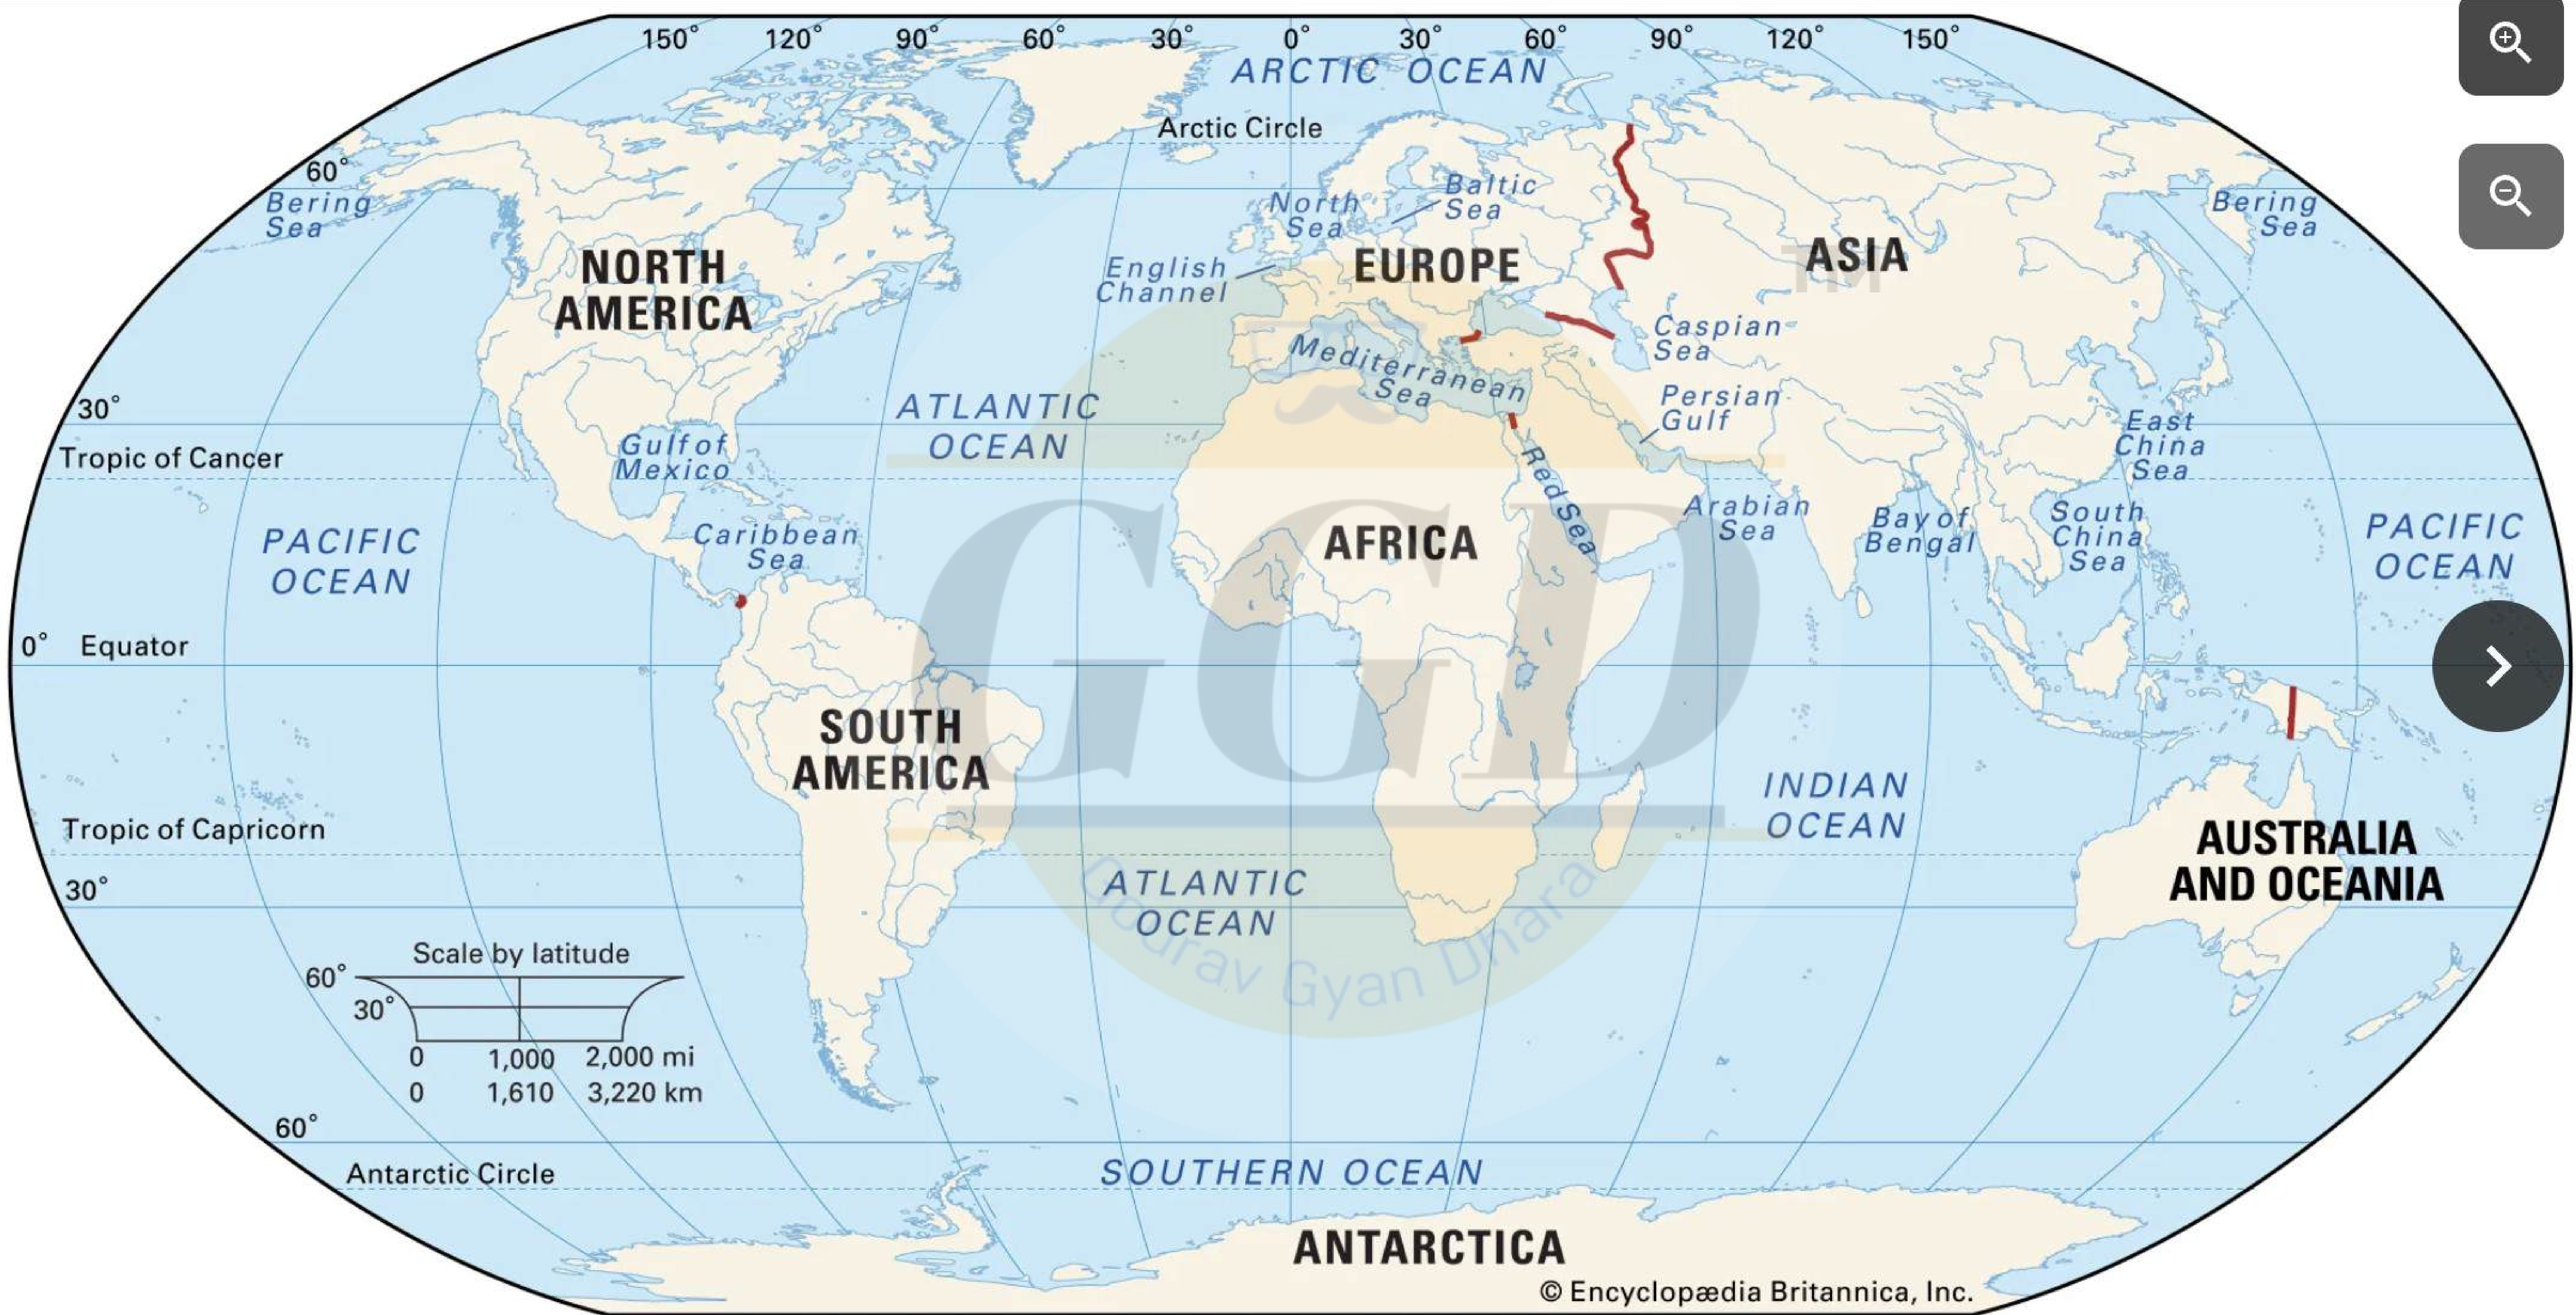 150° 120° 90° 60° 30° 0° 30° 60° 90° 120° 150°
ARCTIC OCEAN
Arctic Circle
60°
Bering
Sea
North
Sea
Baltic
Sea
Bering
Sea
NORTH
AMERICA
English
Channel
EUROPE
ASIA
TM
Caspian
Sea
Mediterranean
Sea
Persian
Gulf
30°
ATLANTIC
OCEAN
Tropic of Cancer
Gulf of
Mexico
Red Sea
East
China
Sea
PACIFIC
OCEAN
Caribbean
Sea
AFRICA
Arabian
Sea
Bay of
Bengal
South
China
Sea
PACIFIC
OCEAN
0° Equator
GGD
SOUTH
AMERICA
INDIAN
OCEAN
Tropic of Capricorn
AUSTRALIA
AND OCEANIA
30°
ATLANTIC
OCEAN
Gourav Gyan Dhara
Scale by latitude
60°
30°
0 1,000 2,000 mi
0 1,610 3,220 km
60°
Antarctic Circle
SOUTHERN OCEAN
ANTARCTICA
© Encyclopædia Britannica, Inc.